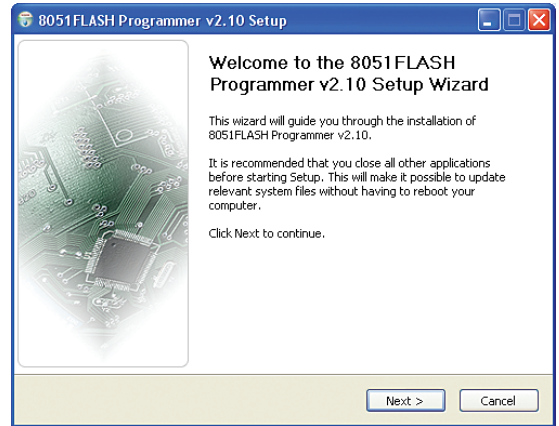 8051FLASH Programmer v2.10 Setup
Welcome to the 8051FLASH
Programmer v2.10 Setup Wizard
This wizard will guide you through the installation of
8051FLASH Programmer v2.10.
It is recommended that you close all other applications
before starting Setup. This will make it possible to update
relevant system files without having to reboot your
computer.
Click Next to continue.
Next >
Cancel